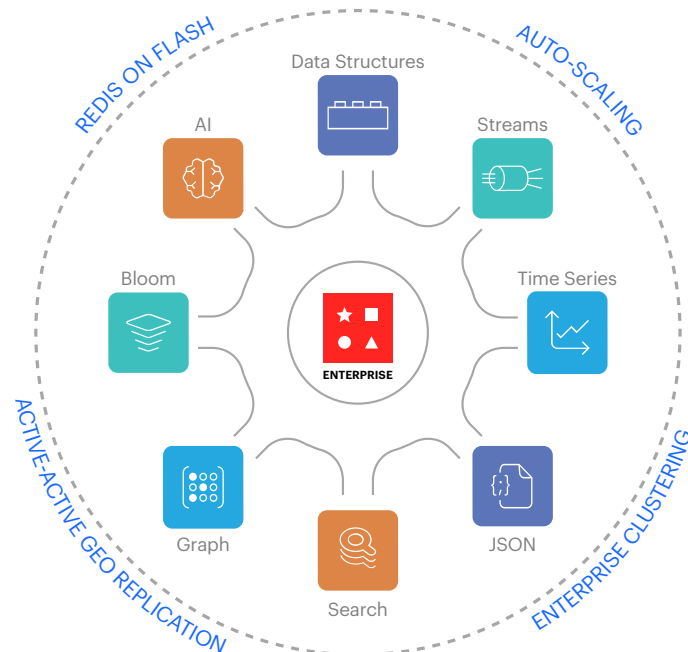 REDIS ON FLASH
AUTO-SCALING
Data Structures
AI
Streams
Bloom
Time Series
ENTERPRISE
ACTIVE-ACTIVE GEO REPLICATION
ENTERPRISE CLUSTERING
Graph
JSON
Search
{;}